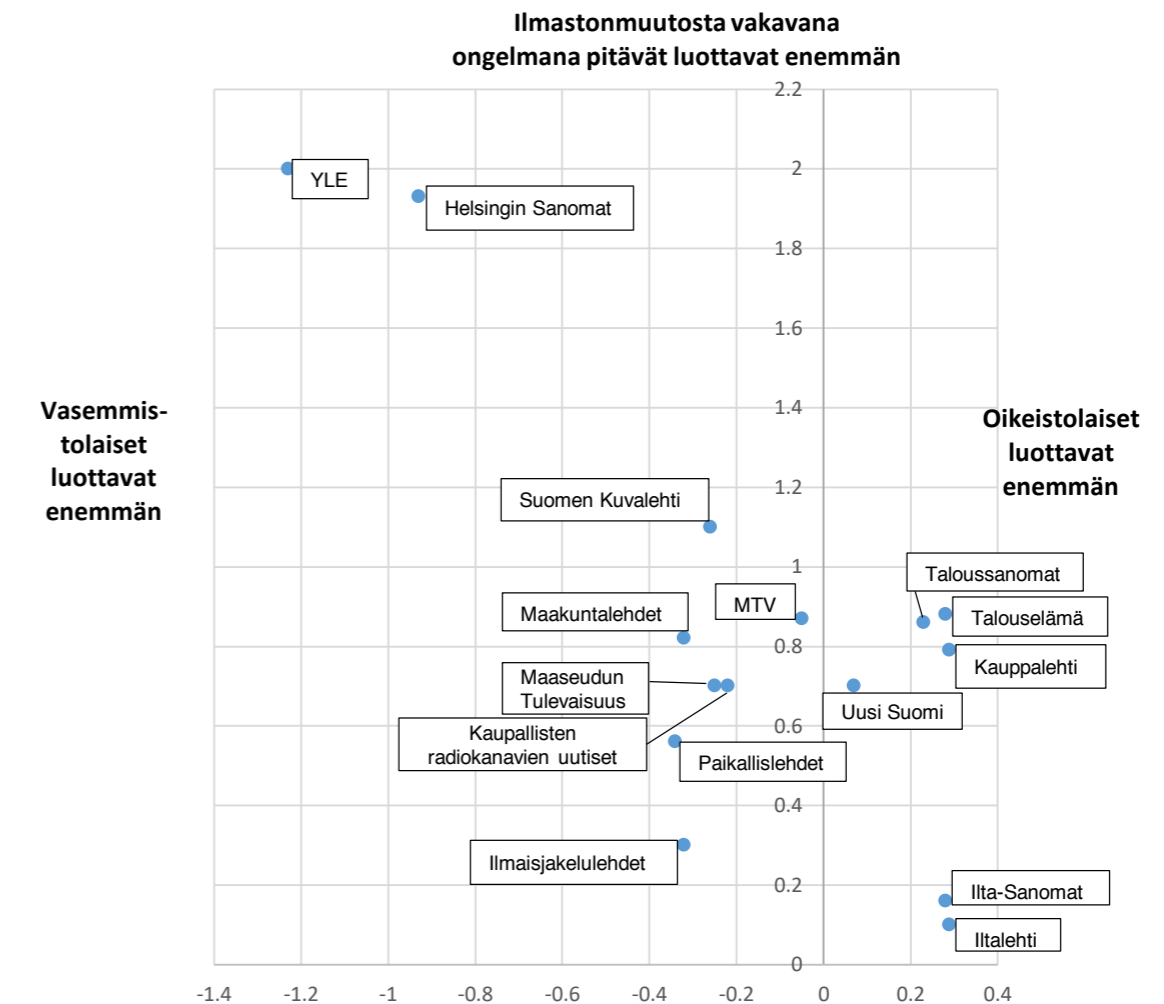 Ilmastonmuutosta vakavana
ongelmana pitävät luottavat enemmän
2.2
2
1.8
1.6
1.4
1.2
1
0.8
0.6
0.4
0.2
0
YLE
Helsingin Sanomat
Vasemmis-
tolaiset
luottavat
enemmän
Oikeistolaiset
luottavat
enemmän
Suomen Kuvalehti
Taloussanomat
MTV
Maakuntalehdet
Talouselämä
Kauppalehti
Maaseudun
Tulevaisuus
Uusi Suomi
Kaupallisten
radiokanavien uutiset
Paikallislehdet
Ilmaisjakelulehdet
Ilta-Sanomat
Iltalehti
-1.4 -1.2 -1 -0.8 -0.6 -0.4 -0.2 0 0.2 0.4